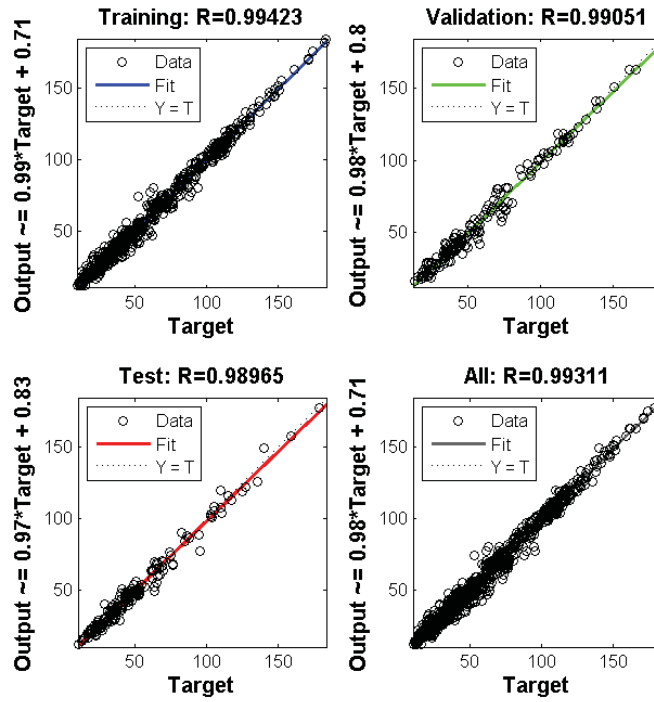 Training: R=0.99423
Output ~= 0.99*Target + 0.71
Data
Fit
Y = T
150
100
50
50 100 150
Target
Validation: R=0.99051
Output ~= 0.98*Target + 0.8
Data
Fit
Y = T
150
100
50
50 100 150
Target
Test: R=0.98965
Output ~= 0.97*Target + 0.83
Data
Fit
Y = T
150
100
50
50 100 150
Target
All: R=0.99311
Output ~= 0.98*Target + 0.71
Data
Fit
Y = T
150
100
50
50 100 150
Target